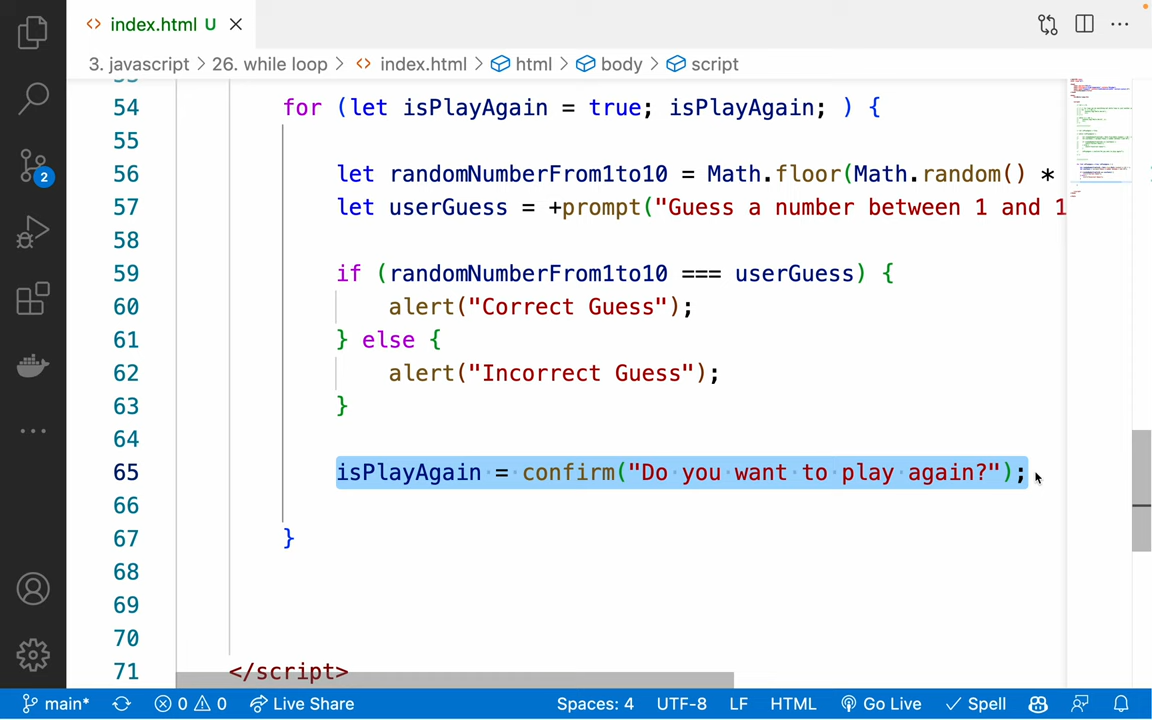 index.html U
3. javascript > 26. while loop > index.html > html > body > script
54 for (let isPlayAgain = true; isPlayAgain; ) {
55
56 let randomNumberFrom1to10 = Math.floor(Math.random() *
57 let userGuess = +prompt("Guess a number between 1 and 1
58
59 if (randomNumberFrom1to10 === userGuess) {
60 alert("Correct Guess");
61 } else {
62 alert("Incorrect Guess");
63 }
64
65 isPlayAgain = confirm("Do you want to play again?");
66
67 }
68
69
70
71 </script>
2
main* 0 0 Live Share Spaces: 4 UTF-8 LF HTML Go Live Spell